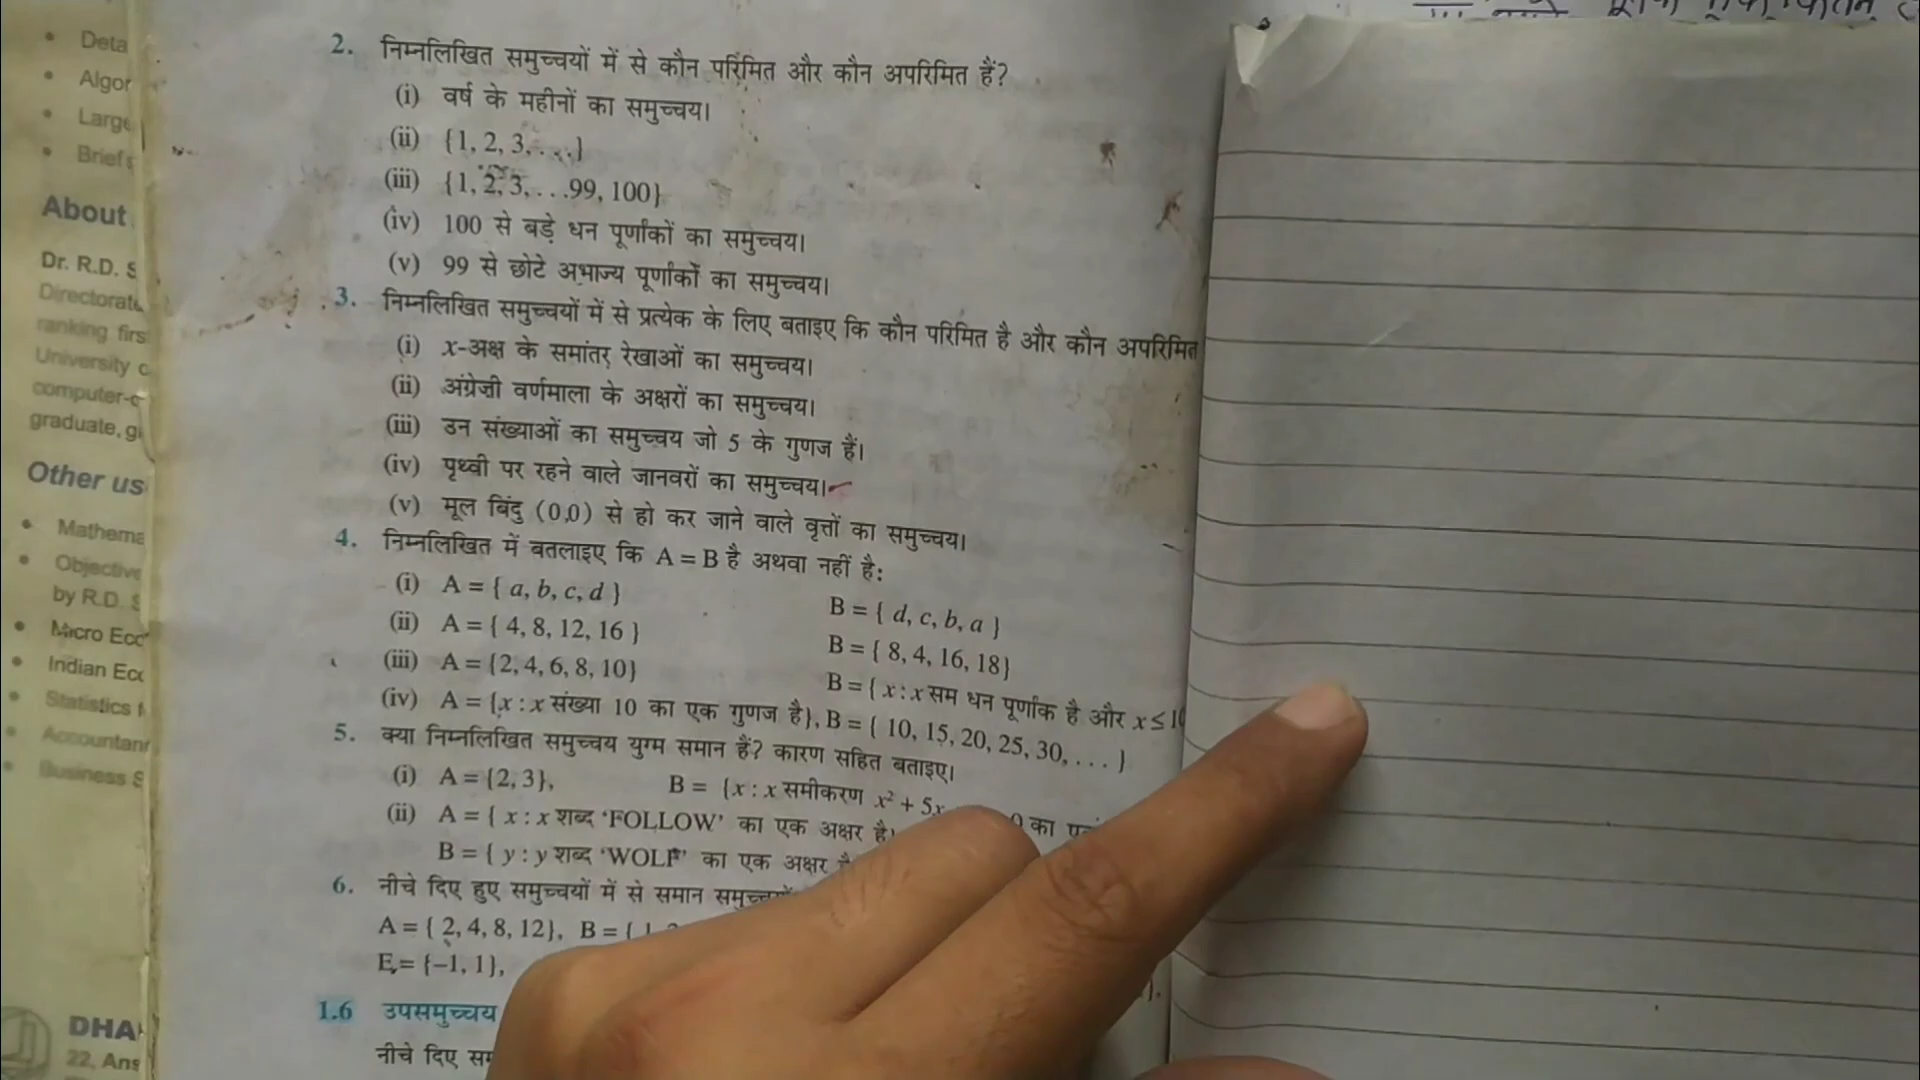 Deta
Algor
Large
Briefs
About
Dr. R.D. S
Directorate
ranking firs
University o
computer-c
graduate, gi
Other us
Mathema
Objective
by R.D. S
Micro Eco
Indian Eco
Statistics f
Accountan
Business S
DHA
22, Ans
2. निम्नलिखित समुच्चयों में से कौन परिमित और कौन अपरिमित हैं?
(i) वर्ष के महीनों का समुच्चय।
(ii) {1, 2, 3, . . .}
(iii) {1, 2, 3, . . .99, 100}
(iv) 100 से बड़े धन पूर्णांकों का समुच्चय।
(v) 99 से छोटे अभाज्य पूर्णांकों का समुच्चय।
3. निम्नलिखित समुच्चयों में से प्रत्येक के लिए बताइए कि कौन परिमित है और कौन अपरिमित
(i) x-अक्ष के समांतर रेखाओं का समुच्चय।
(ii) अंग्रेज़ी वर्णमाला के अक्षरों का समुच्चय।
(iii) उन संख्याओं का समुच्चय जो 5 के गुणज हैं।
(iv) पृथ्वी पर रहने वाले जानवरों का समुच्चय।
(v) मूल बिंदु (0,0) से हो कर जाने वाले वृत्तों का समुच्चय।
4. निम्नलिखित में बतलाइए कि A = B है अथवा नहीं है:
(i) A = { a, b, c, d } B = { d, c, b, a }
(ii) A = { 4, 8, 12, 16 } B = { 8, 4, 16, 18}
(iii) A = {2, 4, 6, 8, 10} B = { x : x सम धन पूर्णांक है और x ≤ 10
(iv) A = {x : x संख्या 10 का एक गुणज है}, B = { 10, 15, 20, 25, 30, . . . }
5. क्या निम्नलिखित समुच्चय युग्म समान हैं? कारण सहित बताइए।
(i) A = {2, 3}, B = {x : x समीकरण x² + 5x 0 का
(ii) A = { x : x शब्द ‘FOLLOW’ का एक अक्षर है
B = { y : y शब्द ‘WOLF’ का एक अक्षर है
6. नीचे दिए हुए समुच्चयों में से समान
A = { 2, 4, 8, 12}, B = { 1, 2
E = {–1, 1},
1.6 उपसमुच्चय
नीचे दिए